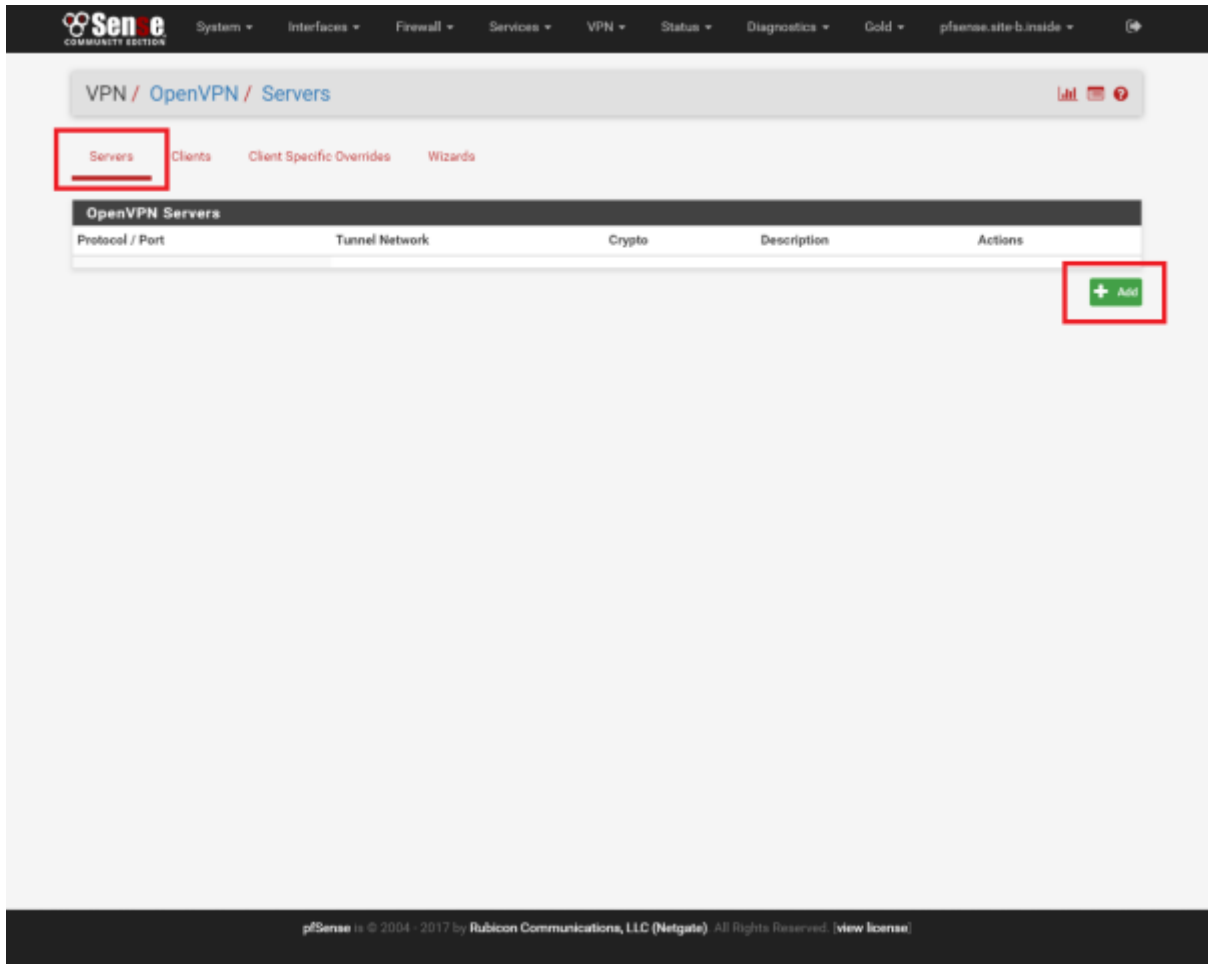 Sense
COMMUNITY EDITION
System Interfaces Firewall Services VPN Status Diagnostics Gold pfsense.site-b.inside
VPN / OpenVPN / Servers
Servers Clients Client Specific Overrides Wizards
OpenVPN Servers
Protocol / Port Tunnel Network Crypto Description Actions
+ Add
pfSense is © 2004 - 2017 by Rubicon Communications, LLC (Netgate). All Rights Reserved. [view license]